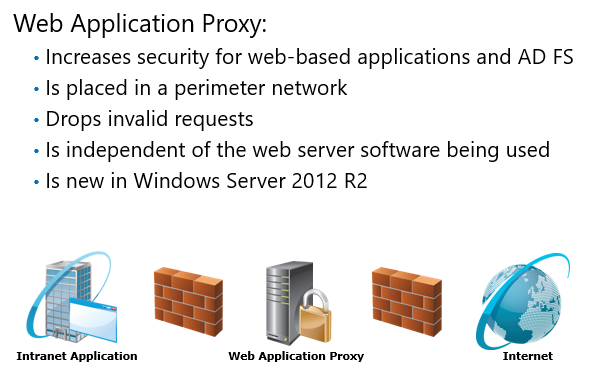 Web Application Proxy:
• Increases security for web-based applications and AD FS
• Is placed in a perimeter network
• Drops invalid requests
• Is independent of the web server software being used
• Is new in Windows Server 2012 R2
Intranet Application
Web Application Proxy
Internet